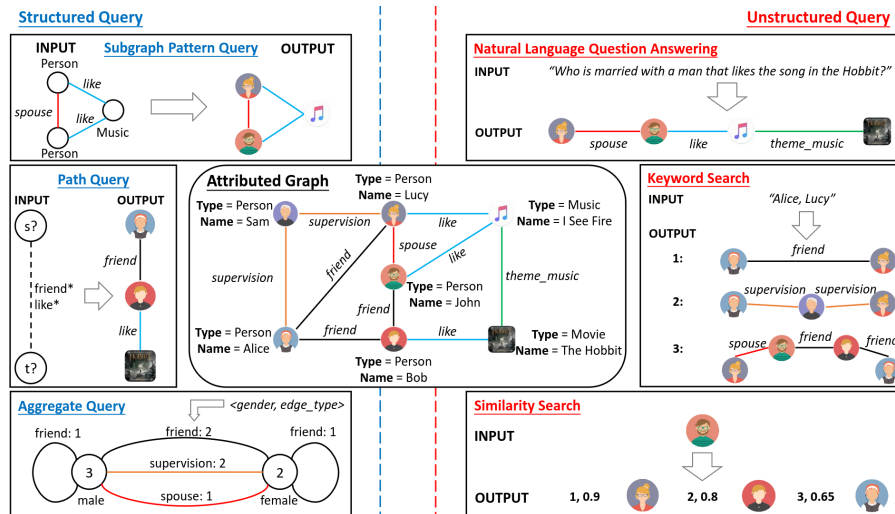 Structured Query
Unstructured Query
INPUT
Subgraph Pattern Query
OUTPUT
Person
like
spouse
like
Music
Person
Natural Language Question Answering
INPUT
“Who is married with a man that likes the song in the Hobbit?”
OUTPUT
spouse
like
theme_music
Path Query
INPUT
OUTPUT
s?
friend
friend*
like*
like
t?
Attributed Graph
Type = Person
Name = Lucy
Type = Person
Name = Sam
Type = Music
Name = I See Fire
supervision
like
spouse
like
friend
supervision
theme_music
Type = Person
Name = John
friend
Type = Person
Name = Alice
friend
like
Type = Movie
Name = The Hobbit
Type = Person
Name = Bob
Keyword Search
INPUT
“Alice, Lucy”
OUTPUT
1:
friend
2:
supervision
supervision
3:
spouse
friend
friend
Aggregate Query
<gender, edge_type>
friend: 1
friend: 2
friend: 1
supervision: 2
3
2
spouse: 1
male
female
Similarity Search
INPUT
OUTPUT
1, 0.9
2, 0.8
3, 0.65